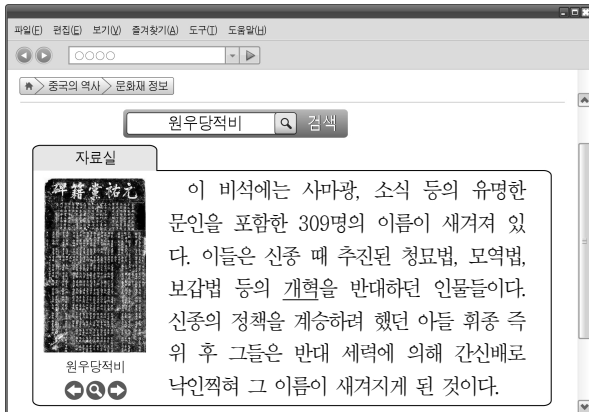 파일(F) 편집(E) 보기(V) 즐겨찾기(A) 도구(T) 도움말(H)
○○○○
중국의 역사 문화재 정보
원우당적비 검색
자료실
碑籍黨祐元
이 비석에는 사마광, 소식 등의 유명한
문인을 포함한 309명의 이름이 새겨져 있
다. 이들은 신종 때 추진된 청묘법, 모역법,
보갑법 등의 개혁을 반대하던 인물들이다.
신종의 정책을 계승하려 했던 아들 휘종 즉
위 후 그들은 반대 세력에 의해 간신배로
낙인찍혀 그 이름이 새겨지게 된 것이다.
원우당적비